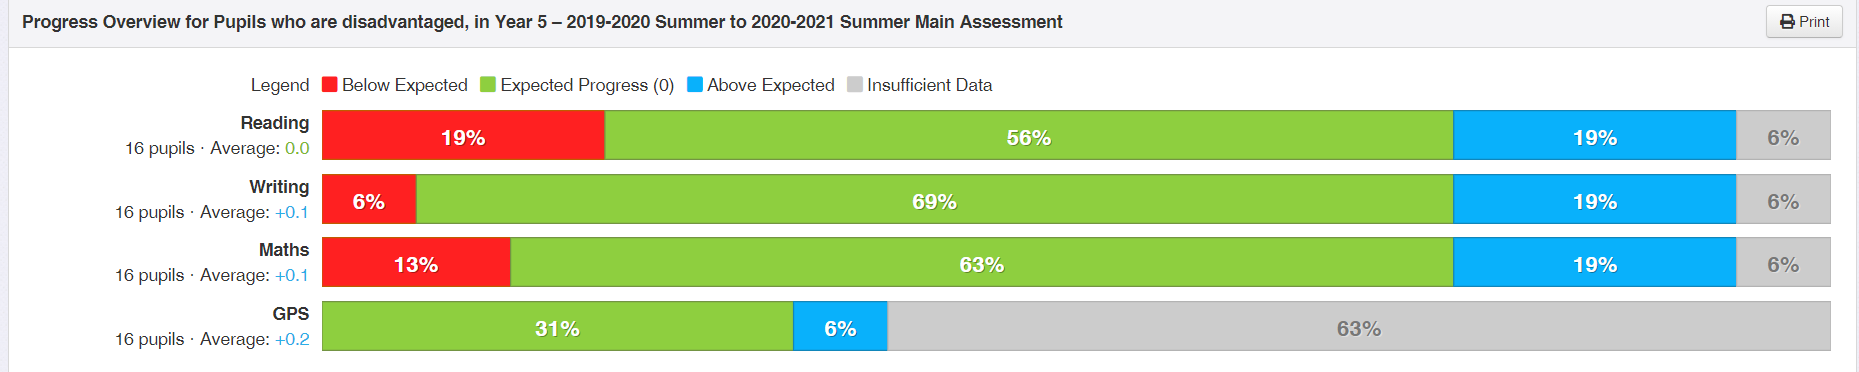 Progress Overview for Pupils who are disadvantaged, in Year 5 – 2019-2020 Summer to 2020-2021 Summer Main Assessment
Print
Legend Below Expected Expected Progress (0) Above Expected Insufficient Data
Reading
16 pupils · Average: 0.0
19% 56% 19% 6%
Writing
16 pupils · Average: +0.1
6% 69% 19% 6%
Maths
16 pupils · Average: +0.1
13% 63% 19% 6%
GPS
16 pupils · Average: +0.2
31% 6% 63%